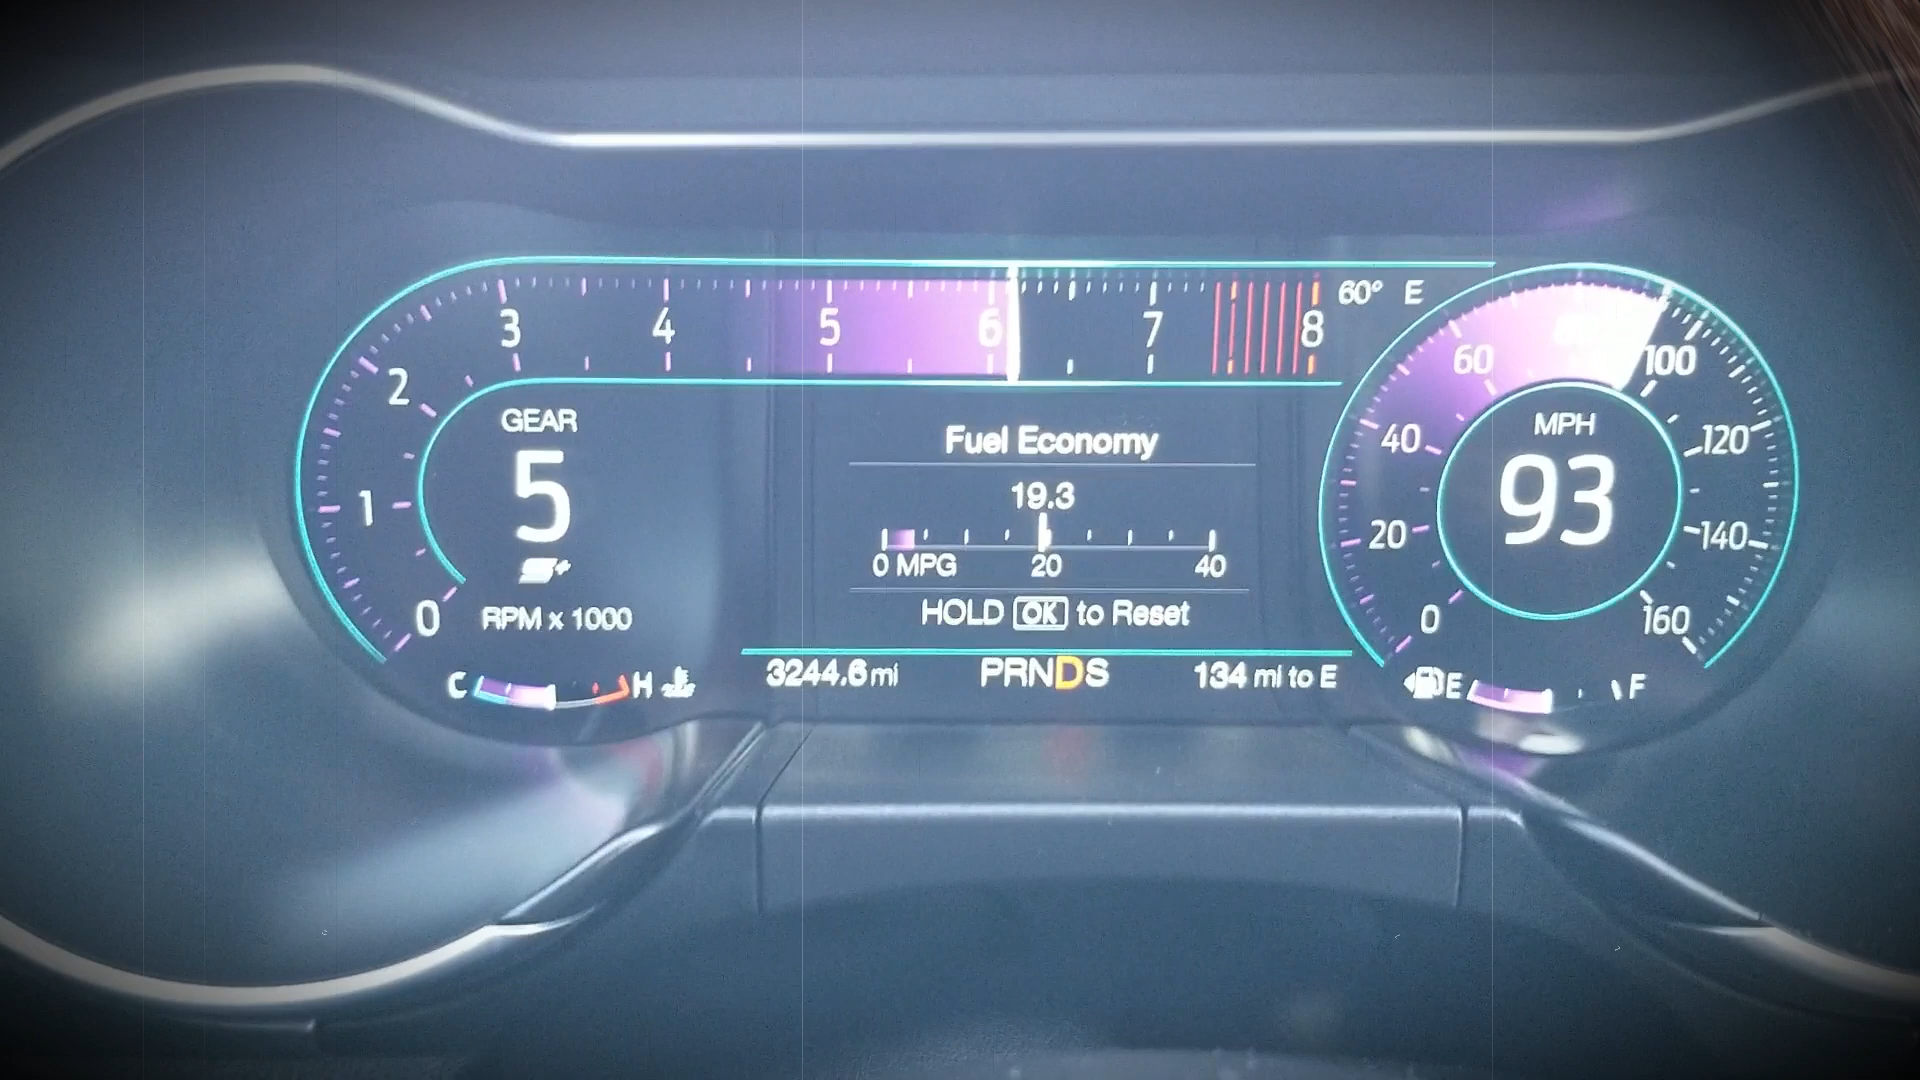 3 4 5 6 7 8 60° E
2
1
0
GEAR
5
S+
RPM x 1000
C H
Fuel Economy
19.3
0 MPG 20 40
HOLD OK to Reset
3244.6 mi PRNDS 134 mi to E
0 20 40 60 100 120 140 160
MPH
93
E F